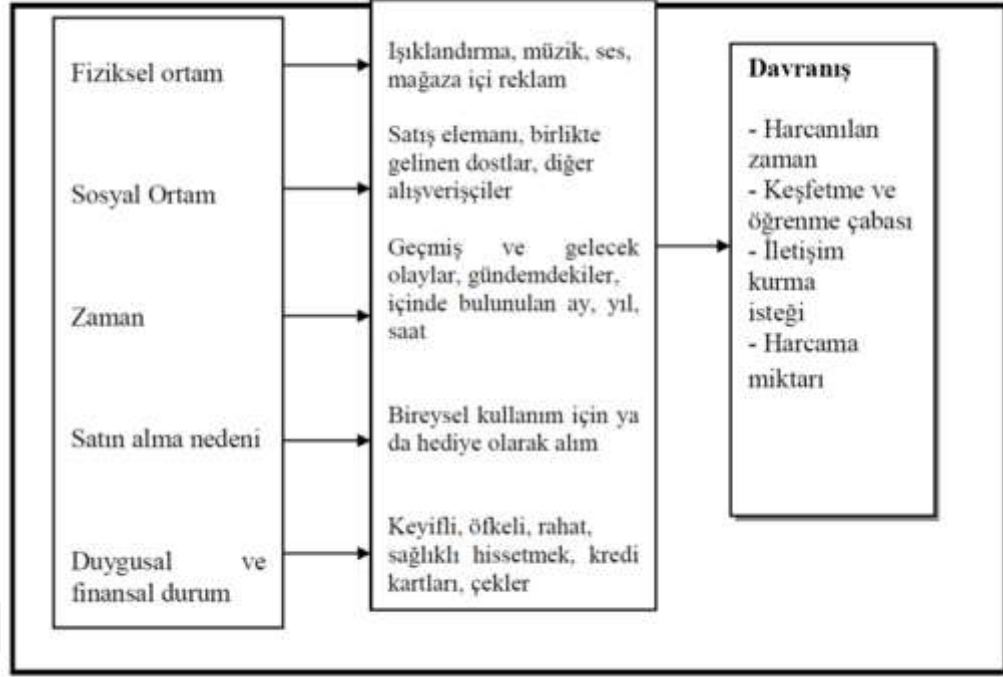 Fiziksel ortam
Sosyal Ortam
Zaman
Satın alma nedeni
Duygusal ve
finansal durum
Işıklandırma, müzik, ses,
mağaza içi reklam
Satış elemanı, birlikte
gelinen dostlar, diğer
alışverişçiler
Geçmiş ve gelecek
olaylar, gündemdekiler,
içinde bulunulan ay, yıl,
saat
Bireysel kullanım için ya
da hediye olarak alım
Keyifli, öfkeli, rahat,
sağlıklı hissetmek, kredi
kartları, çekler
Davranış
- Harcanılan
zaman
- Keşfetme ve
öğrenme çabası
- İletişim
kurma
isteği
- Harcama
miktarı